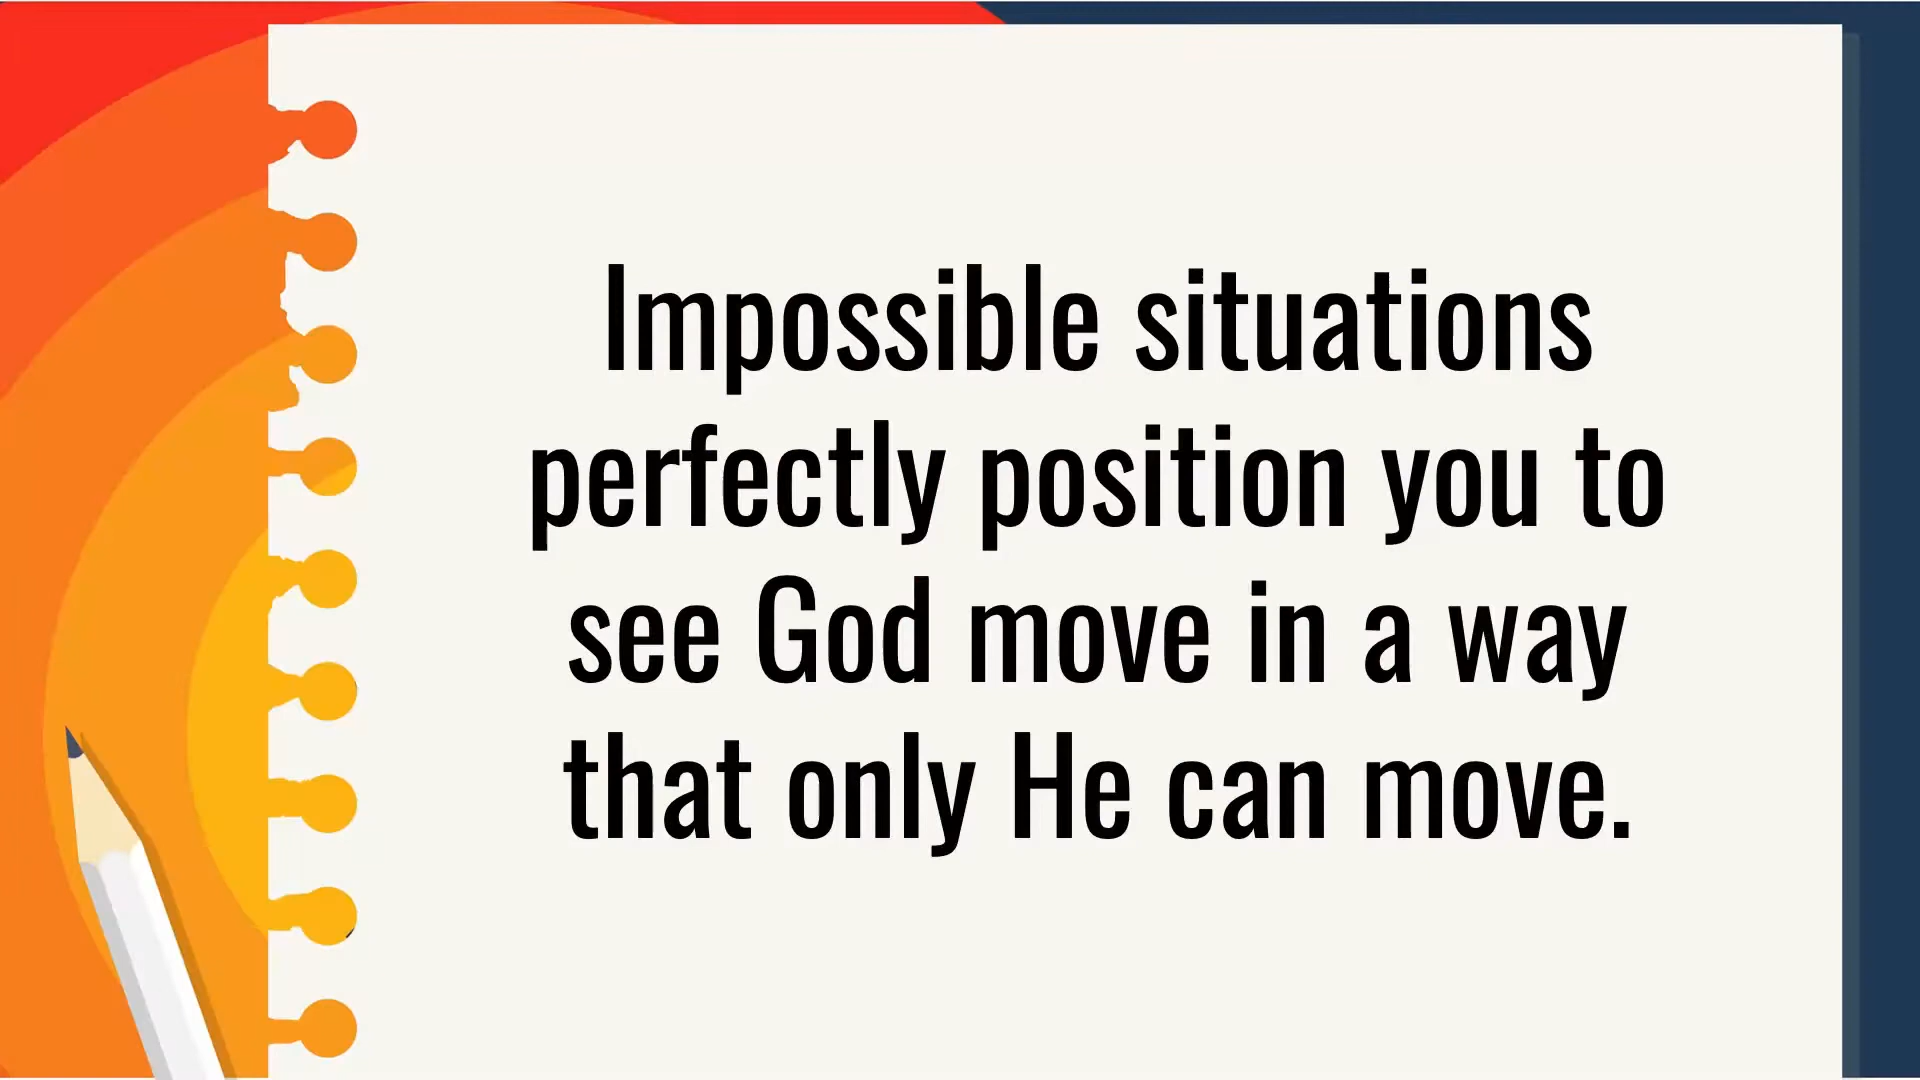 Impossible situations
perfectly position you to
see God move in a way
that only He can move.